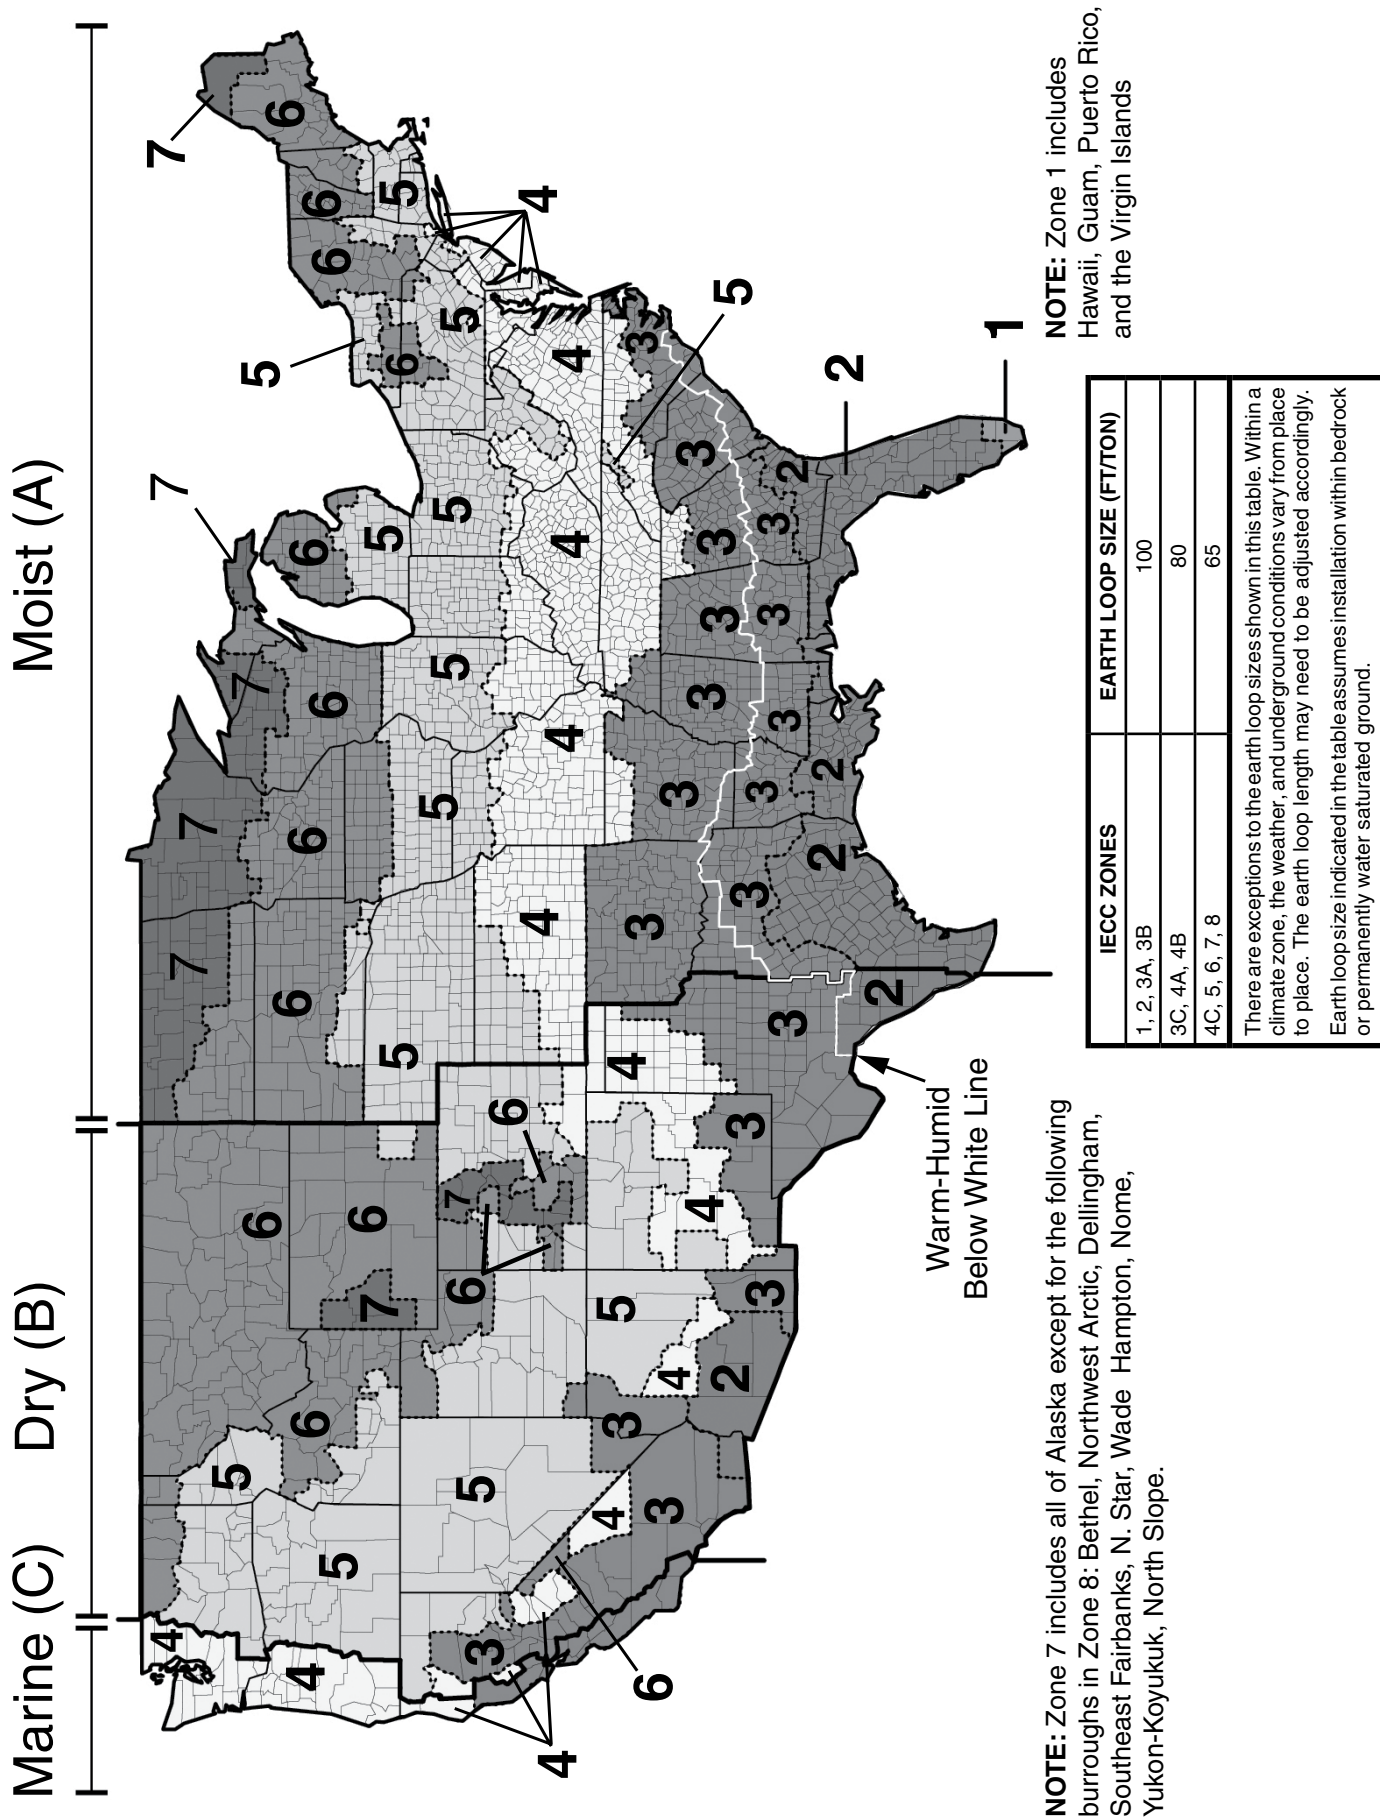 Marine (C) Dry (B) Moist (A)
4 7 7 7
7
5 6 7 5
4 6 6 6 6 6
5 6 6 6
7 6 5 5 5
6
5 6 7 5 5 5 5
3 6
4 4 4 4 4 4
5 3 4 3 3
6 3 4 3 3 3
2 4 3 3 5
3 3 3 3
3 3 3 3 2
2 2 2
2
1
Warm-Humid
Below White Line
NOTE: Zone 7 includes all of Alaska except for the following
burroughs in Zone 8: Bethel, Northwest Arctic, Dellingham,
Southeast Fairbanks, N. Star, Wade Hampton, Nome,
Yukon-Koyukuk, North Slope.
NOTE: Zone 1 includes
Hawaii, Guam, Puerto Rico,
and the Virgin Islands
IECC ZONES EARTH LOOP SIZE (FT/TON)
1, 2, 3A, 3B 100
3C, 4A, 4B 80
4C, 5, 6, 7, 8 65
There are exceptions to the earth loop sizes shown in this table. Within a
climate zone, the weather, and underground conditions vary from place
to place. The earth loop length may need to be adjusted accordingly.
Earth loop size indicated in the table assumes installation within bedrock
or permanently water saturated ground.